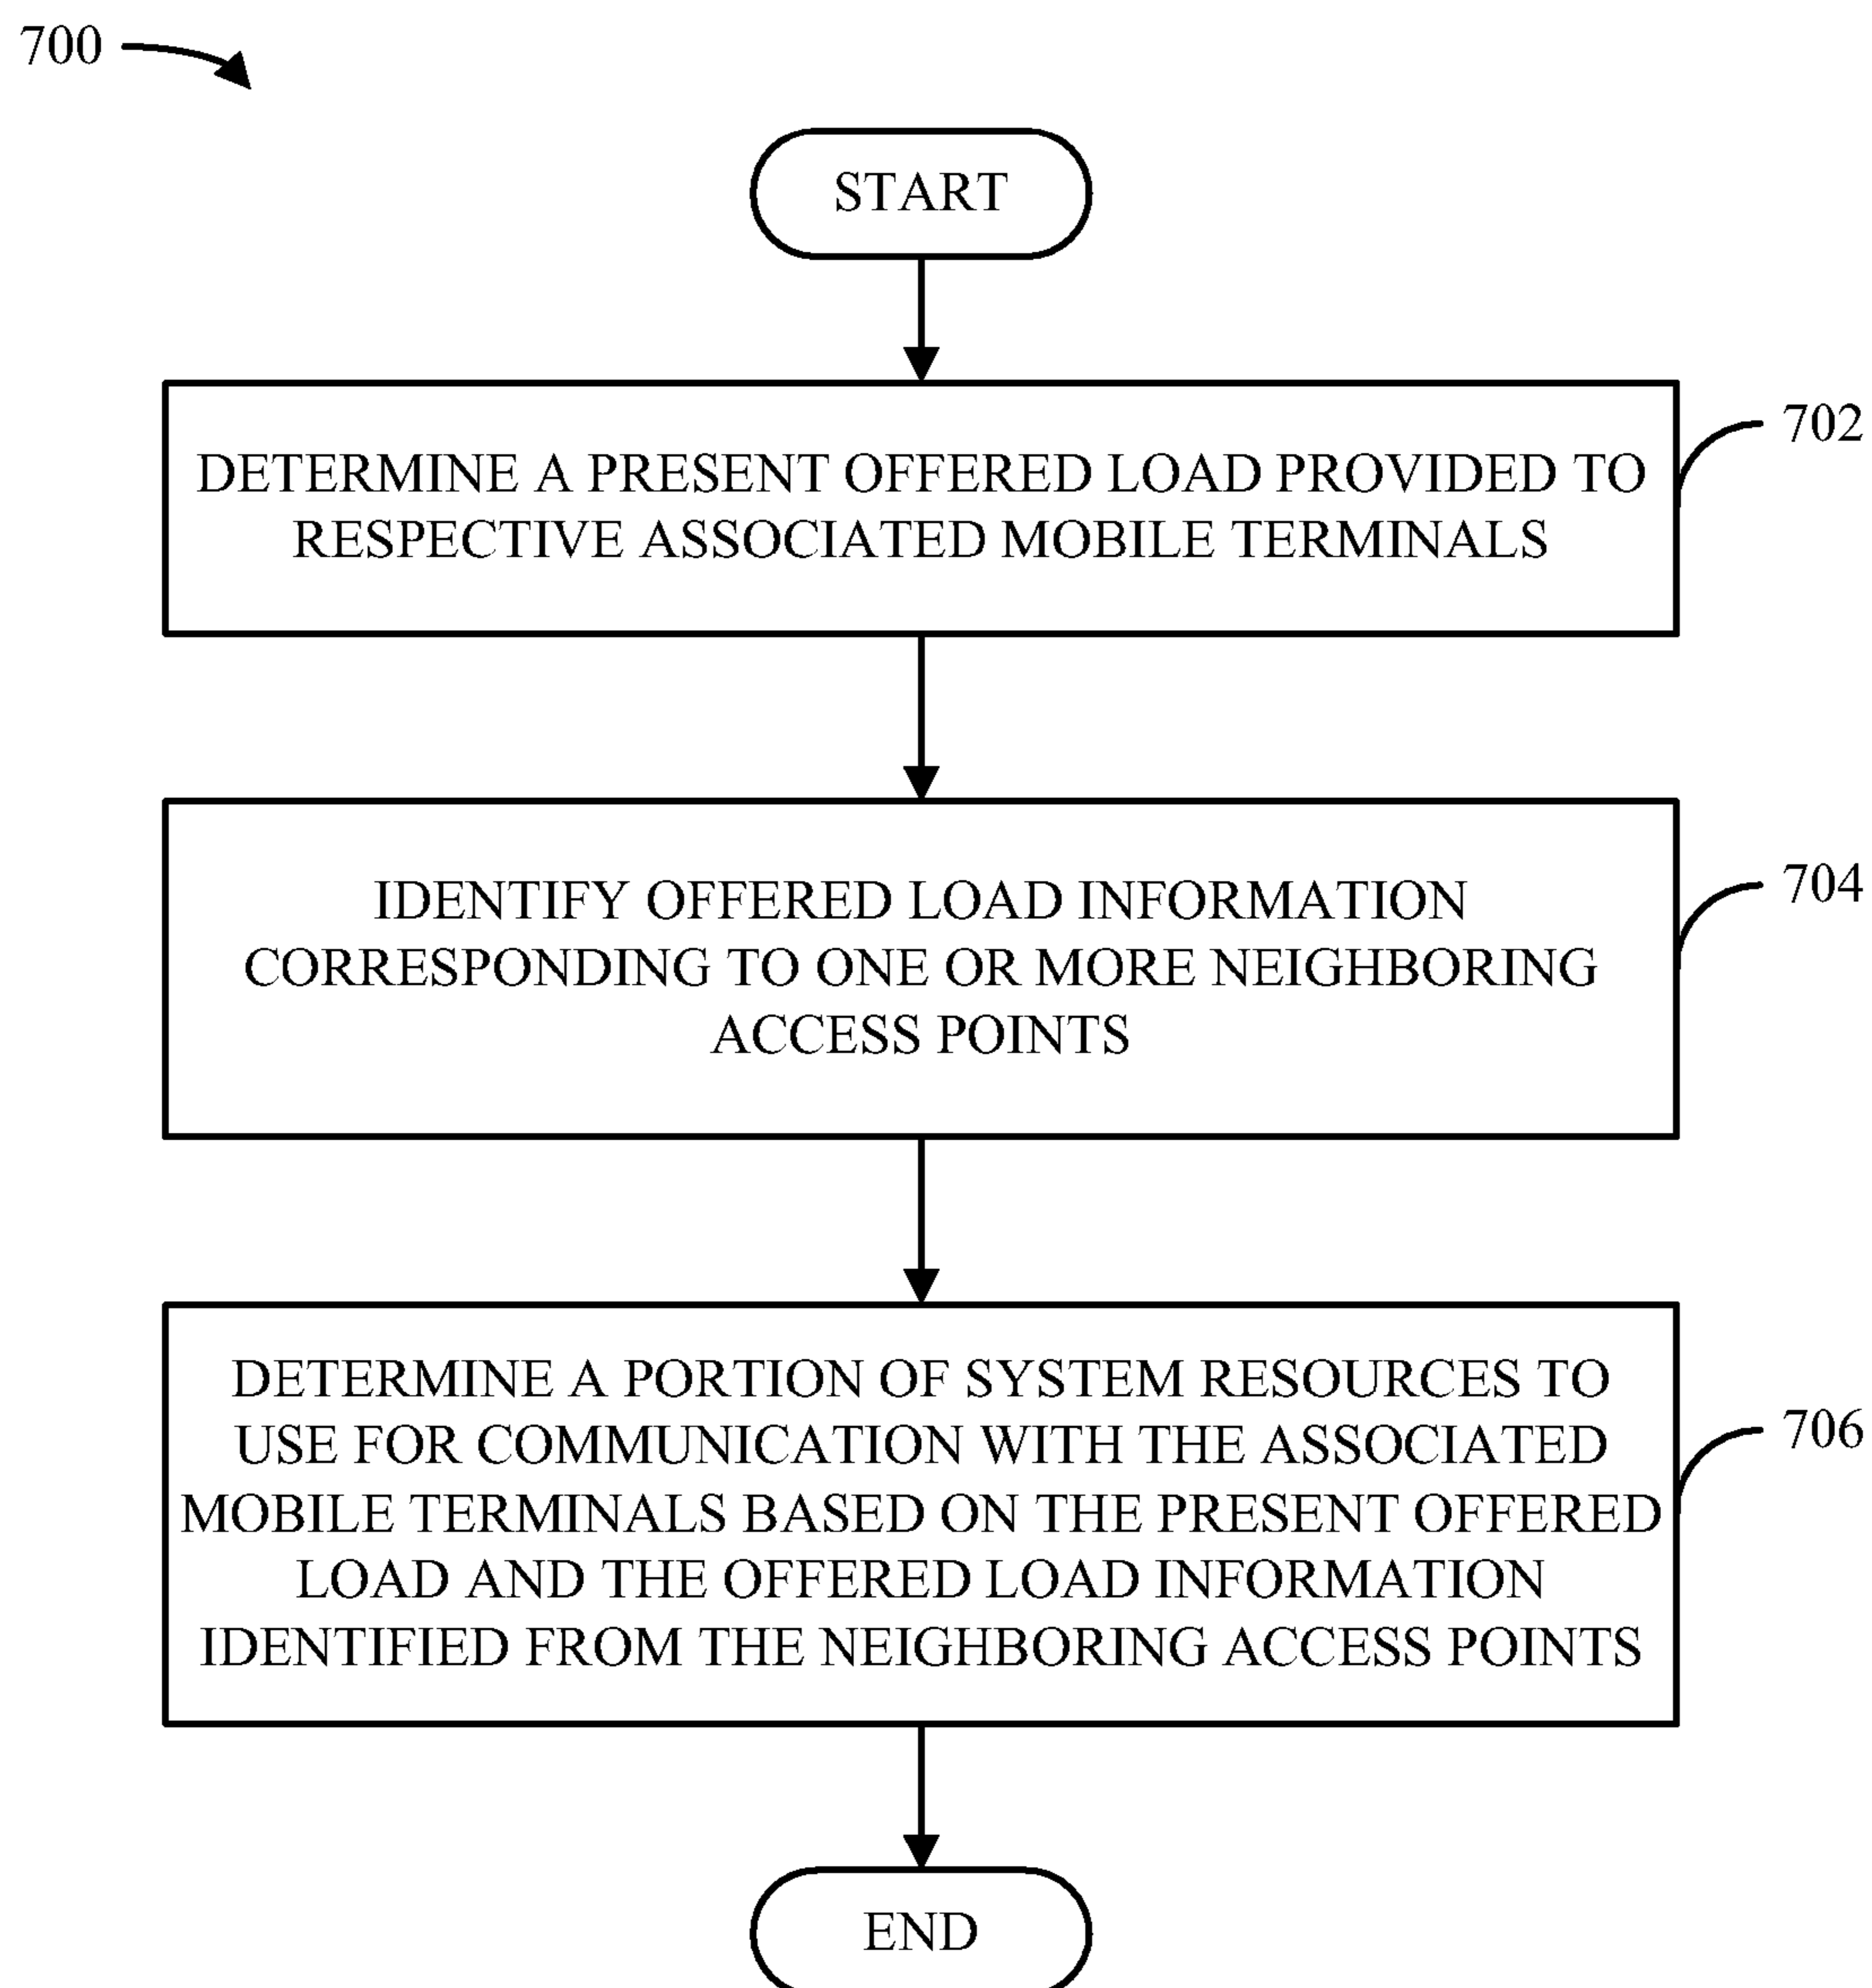 700
START
DETERMINE A PRESENT OFFERED LOAD PROVIDED TO
RESPECTIVE ASSOCIATED MOBILE TERMINALS
702
IDENTIFY OFFERED LOAD INFORMATION
CORRESPONDING TO ONE OR MORE NEIGHBORING
ACCESS POINTS
704
DETERMINE A PORTION OF SYSTEM RESOURCES TO
USE FOR COMMUNICATION WITH THE ASSOCIATED
MOBILE TERMINALS BASED ON THE PRESENT OFFERED
LOAD AND THE OFFERED LOAD INFORMATION
IDENTIFIED FROM THE NEIGHBORING ACCESS POINTS
706
END